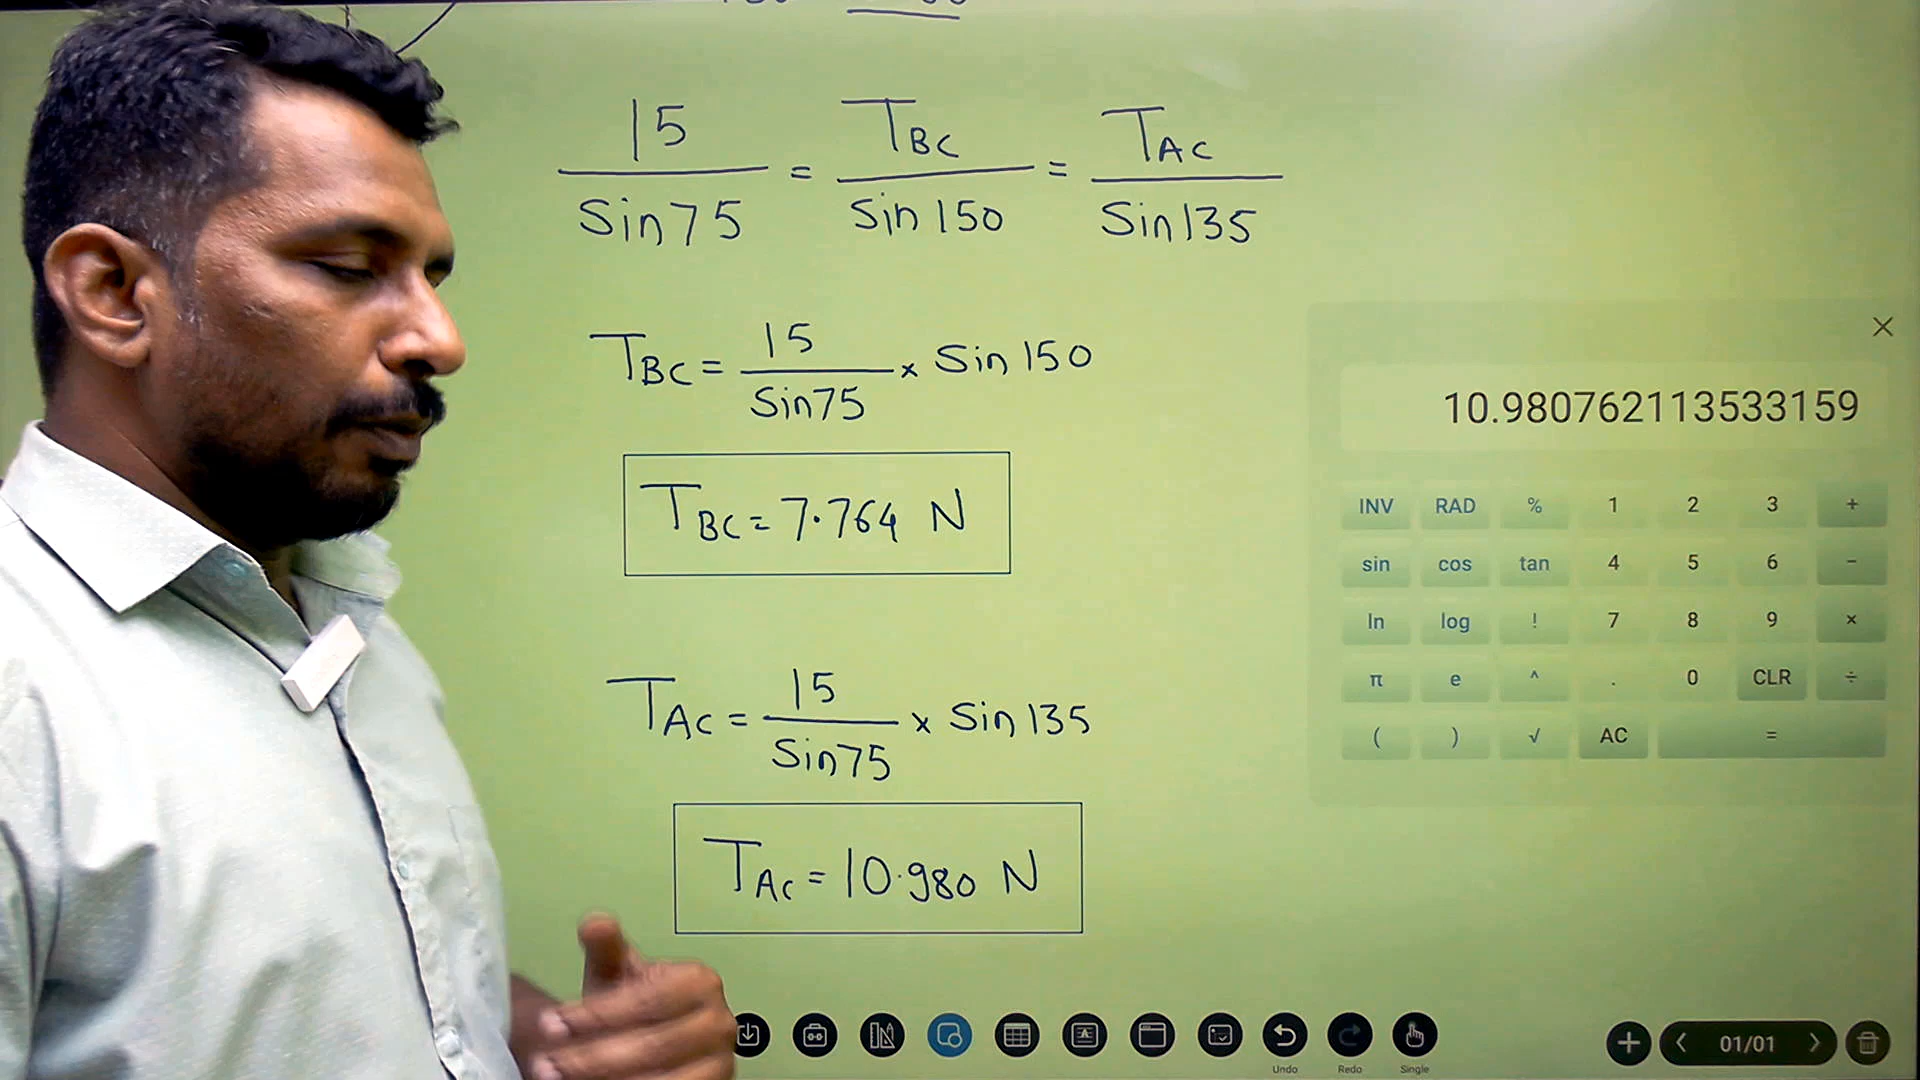 15/Sin75 = TBC/Sin150 = TAC/Sin135
TBC = 15/Sin75 × Sin150
TBC = 7.764 N
TAC = 15/Sin75 × Sin135
TAC = 10.980 N
10.980762113533159
INV RAD % 1 2 3 +
sin cos tan 4 5 6 −
ln log ! 7 8 9 ×
π e ^ . 0 CLR ÷
( ) √ AC =
Undo Redo Single
01/01